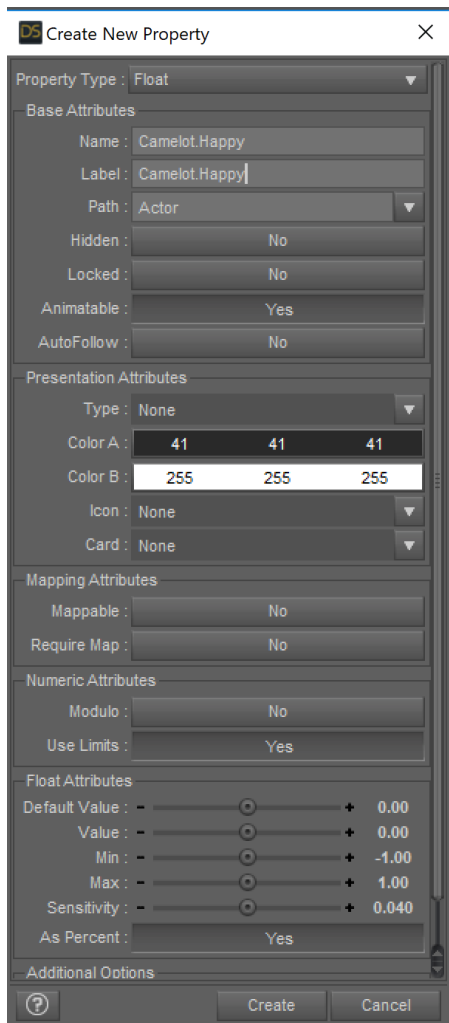 DS Create New Property
Property Type : Float
Base Attributes
Name : Camelot.Happy
Label : Camelot.Happy
Path : Actor
Hidden : No
Locked : No
Animatable : Yes
AutoFollow : No
Presentation Attributes
Type : None
Color A : 41 41 41
Color B : 255 255 255
Icon : None
Card : None
Mapping Attributes
Mappable : No
Require Map : No
Numeric Attributes
Modulo : No
Use Limits : Yes
Float Attributes
Default Value : - + 0.00
Value : - + 0.00
Min : - + -1.00
Max : - + 1.00
Sensitivity : - + 0.040
As Percent : Yes
Additional Options
? Create Cancel